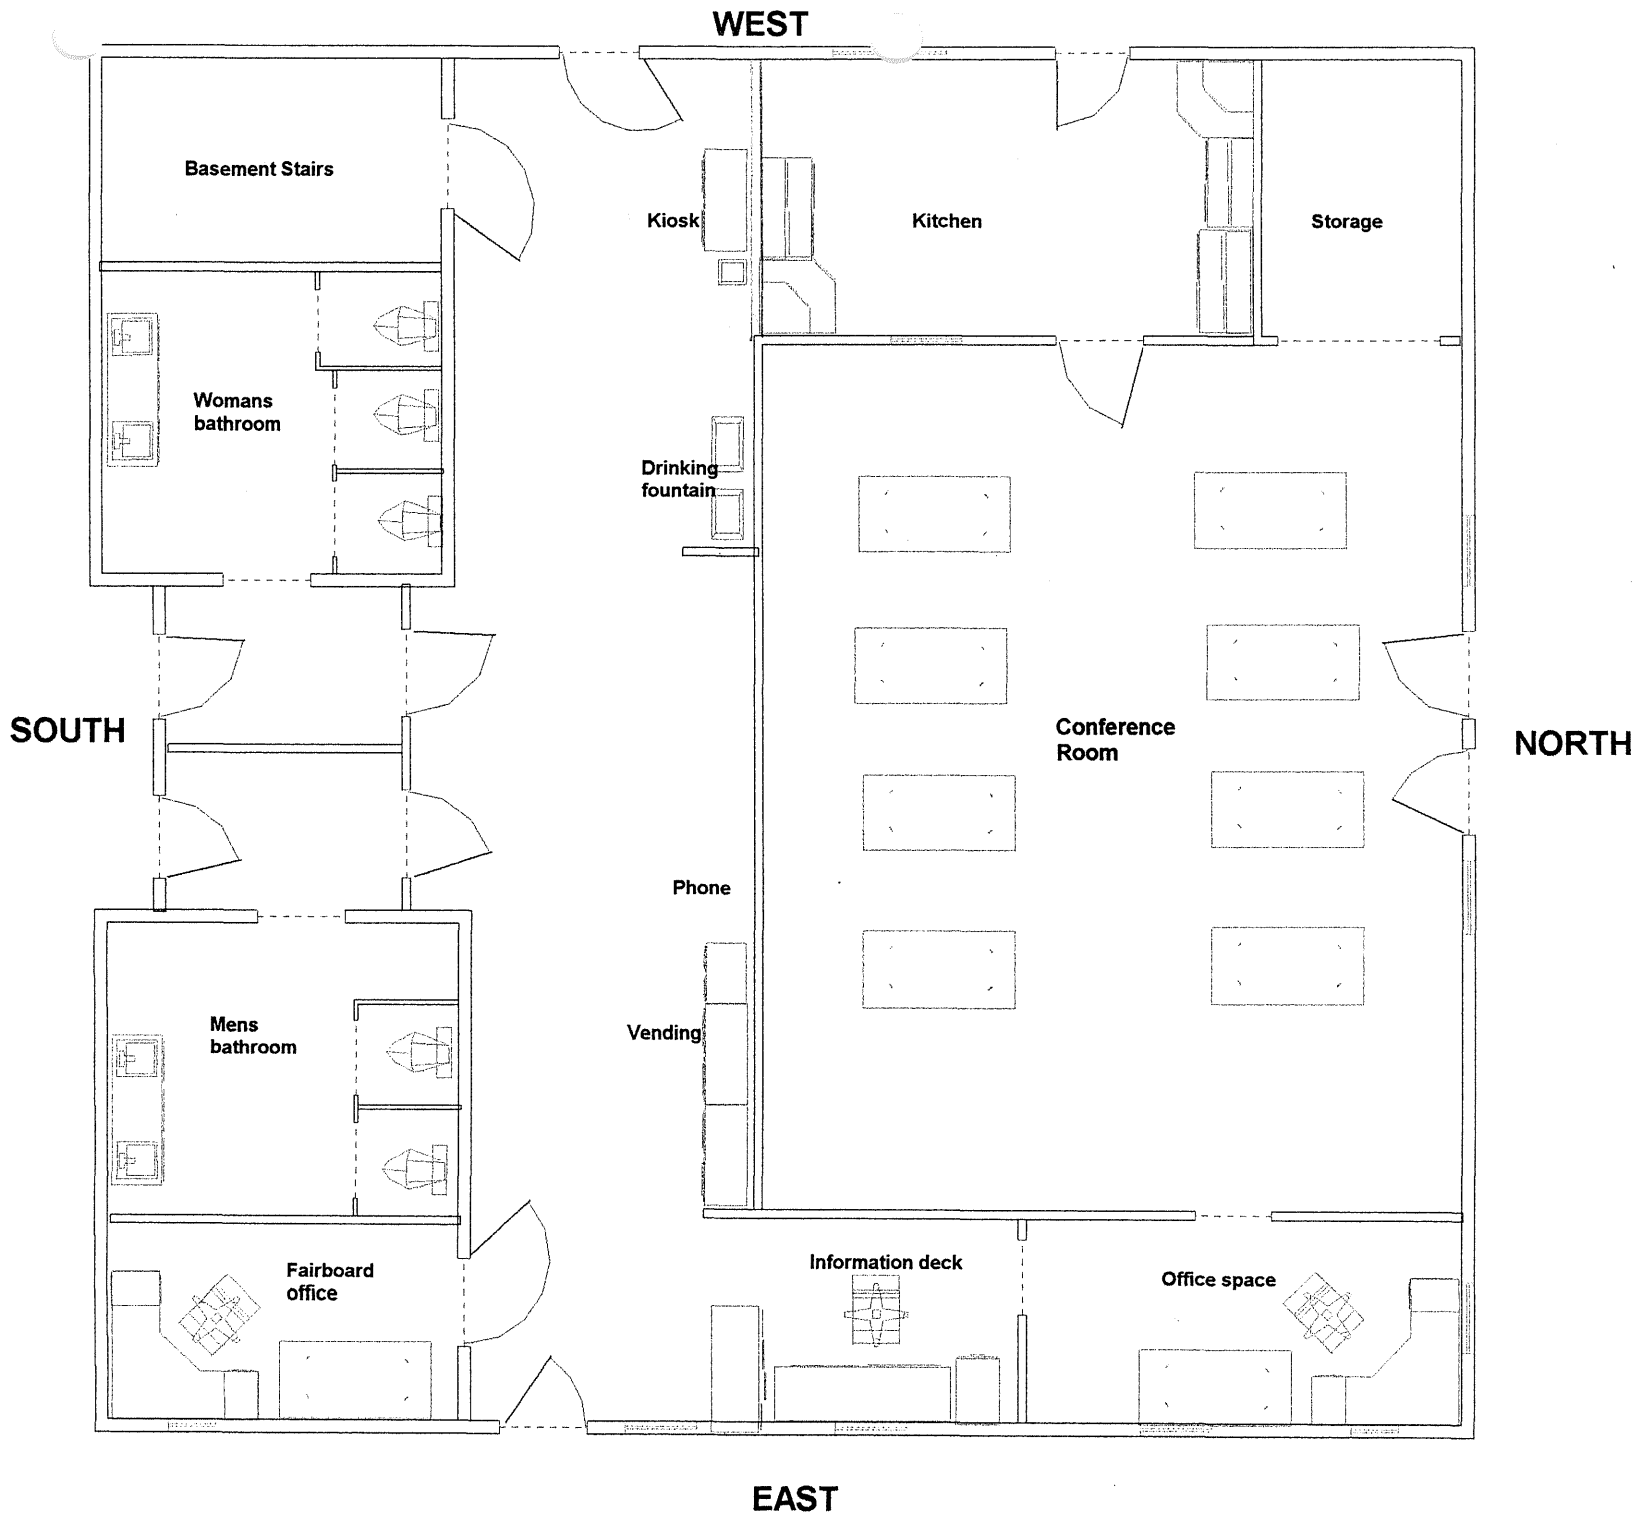 WEST
Basement Stairs
Kiosk
Kitchen
Storage
Womans
bathroom
Drinking
fountain
SOUTH
Conference
Room
NORTH
Phone
Mens
bathroom
Vending
Fairboard
office
Information deck
Office space
EAST